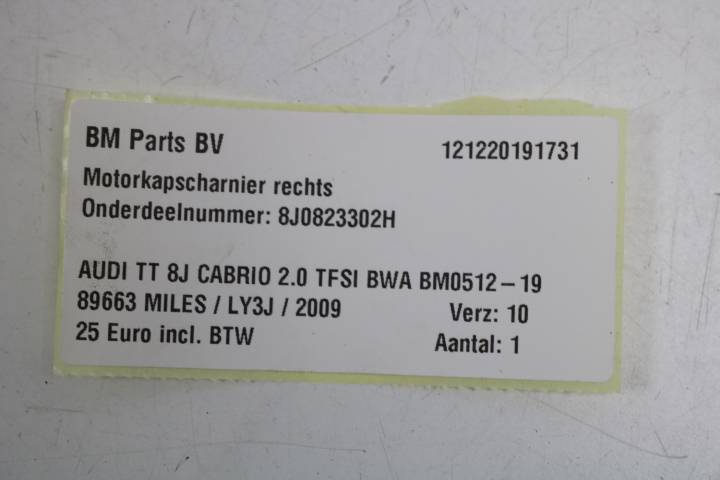 BM Parts BV 121220191731
Motorkapscharnier rechts
Onderdeelnummer: 8J0823302H
AUDI TT 8J CABRIO 2.0 TFSI BWA BM0512 – 19
89663 MILES / LY3J / 2009 Verz: 10
25 Euro incl. BTW Aantal: 1